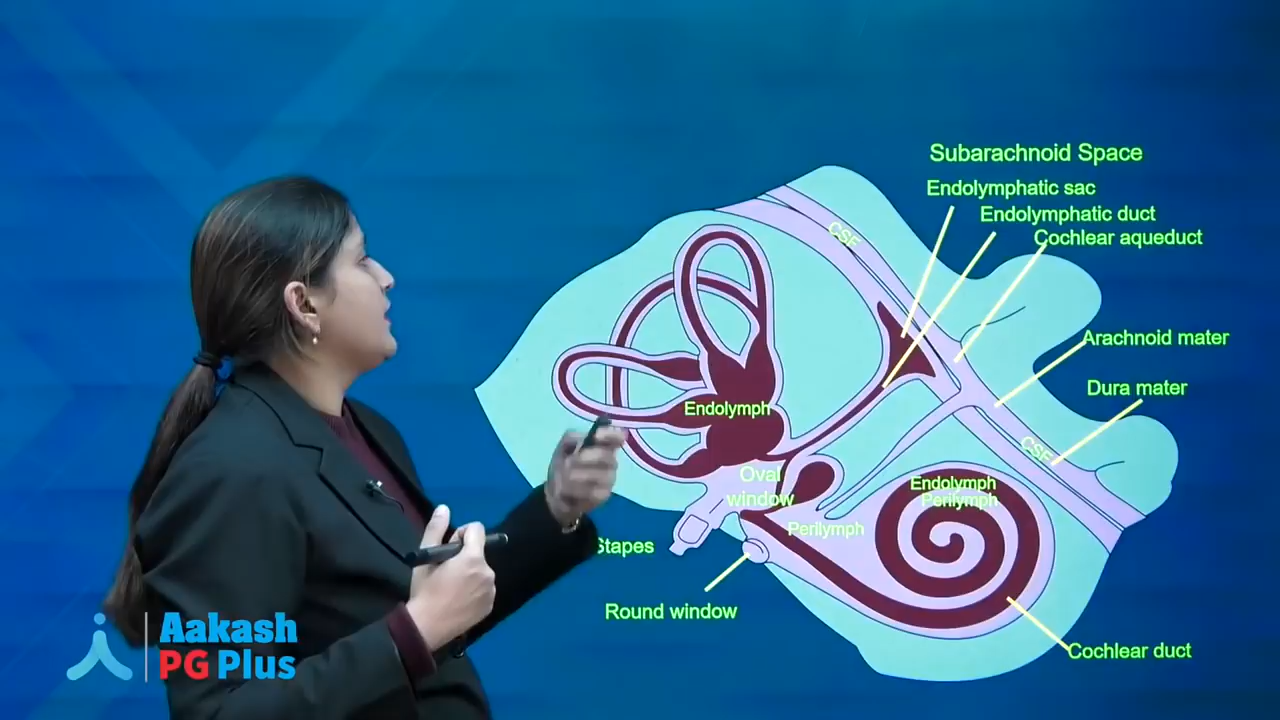 Subarachnoid Space
Endolymphatic sac
Endolymphatic duct
Cochlear aqueduct
CSF
Arachnoid mater
Dura mater
CSF
Endolymph
Oval
window
Endolymph
Perilymph
Perilymph
Stapes
Round window
Cochlear duct
Aakash
PG Plus